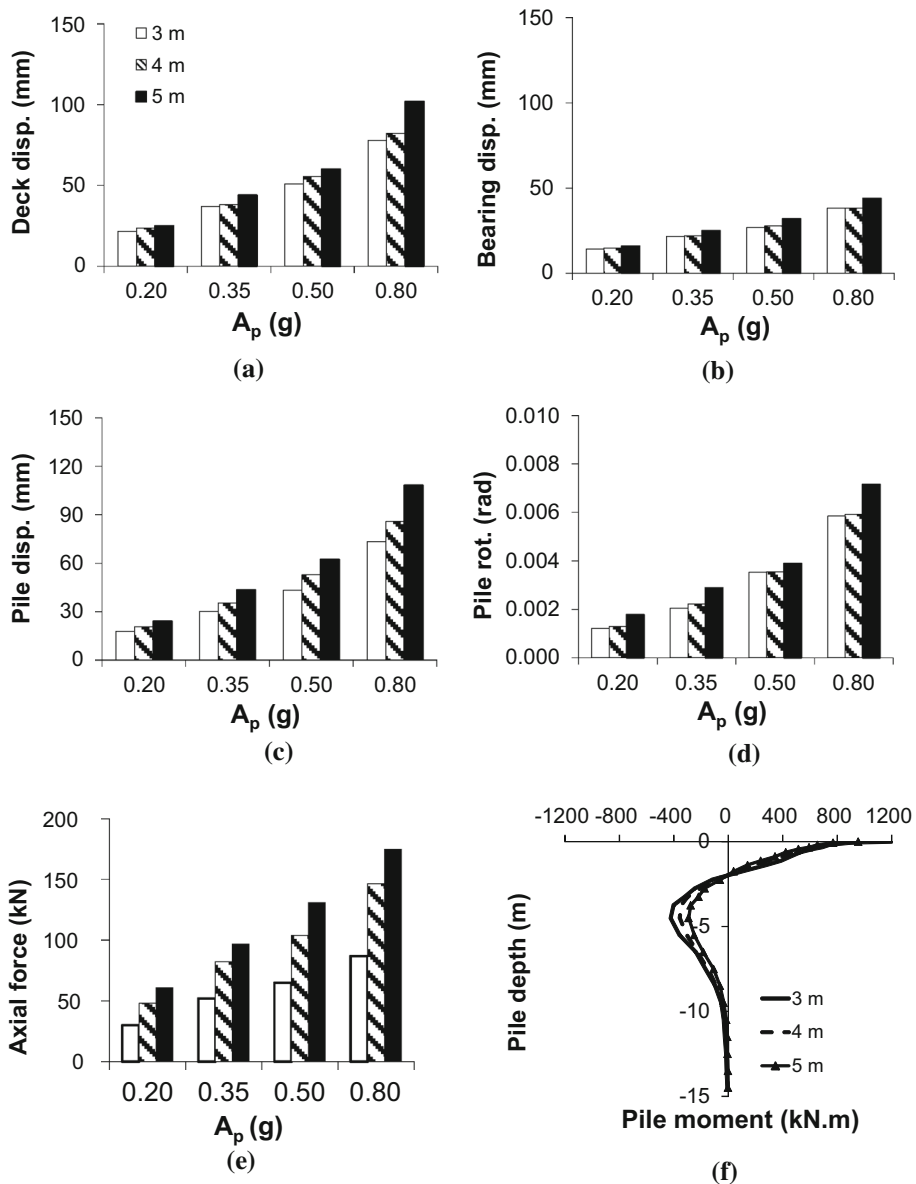 Deck disp. (mm)
150
100
50
0
3 m
4 m
5 m
0.20 0.35 0.50 0.80
Ap (g)
(a)
Bearing disp. (mm)
150
100
50
0
0.20 0.35 0.50 0.80
Ap (g)
(b)
Pile disp. (mm)
150
120
90
60
30
0
0.20 0.35 0.50 0.80
Ap (g)
(c)
Pile rot. (rad)
0.010
0.008
0.006
0.004
0.002
0.000
0.20 0.35 0.50 0.80
Ap (g)
(d)
Axial force (kN)
200
150
100
50
0
0.20 0.35 0.50 0.80
Ap (g)
(e)
-1200 -800 -400 0 400 800 1200
Pile depth (m)
0
-5
-10
-15
3 m
4 m
5 m
Pile moment (kN.m)
(f)